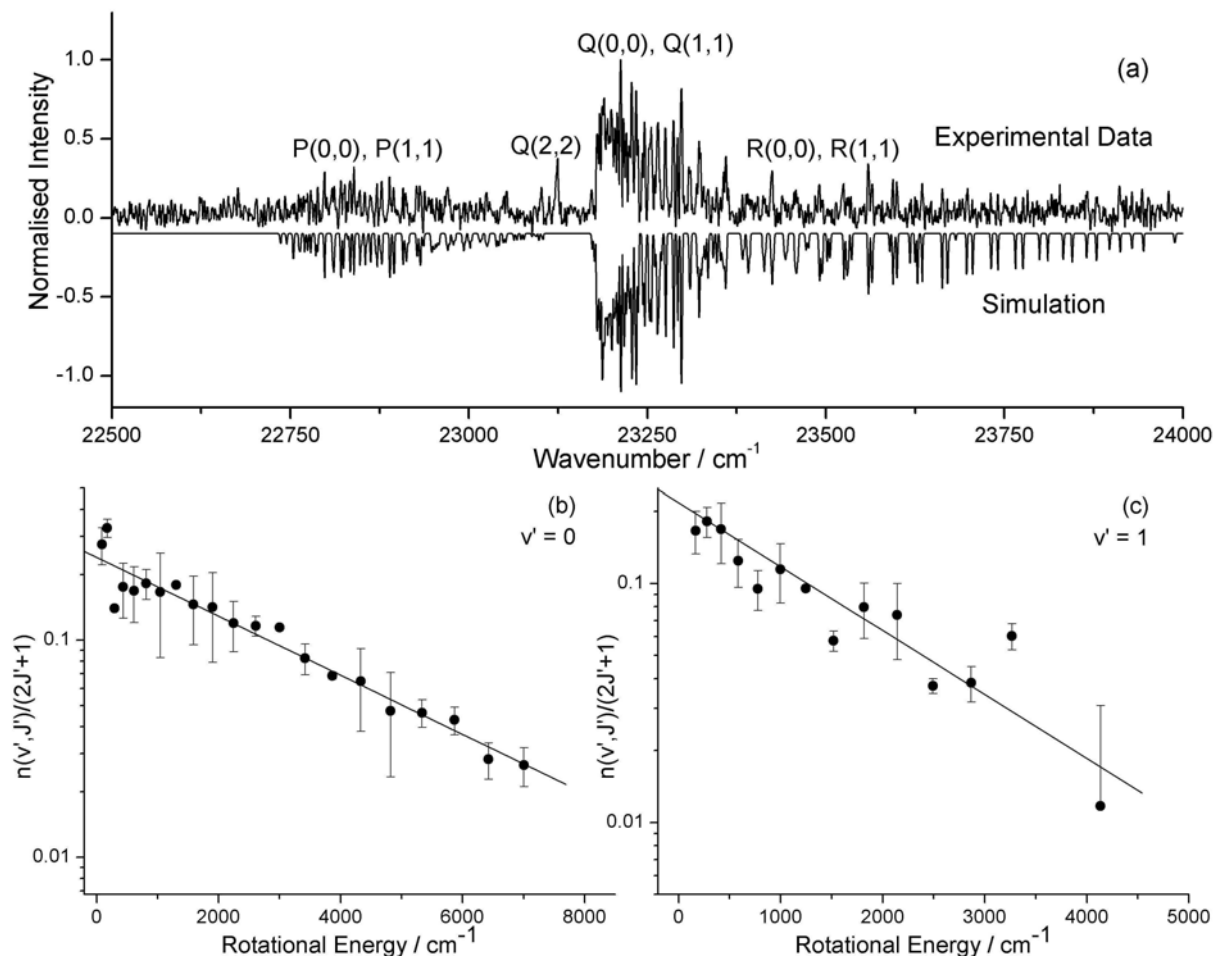 Q(0,0), Q(1,1)
(a)
1.0
0.5
0.0
-0.5
-1.0
Normalised Intensity
P(0,0), P(1,1)
Q(2,2)
R(0,0), R(1,1)
Experimental Data
Simulation
22500 22750 23000 23250 23500 23750 24000
Wavenumber / cm⁻¹
(b)
v' = 0
0.1
0.01
n(v',J')/(2J'+1)
0 2000 4000 6000 8000
Rotational Energy / cm⁻¹
(c)
v' = 1
0.1
0.01
n(v',J')/(2J'+1)
0 1000 2000 3000 4000 5000
Rotational Energy / cm⁻¹